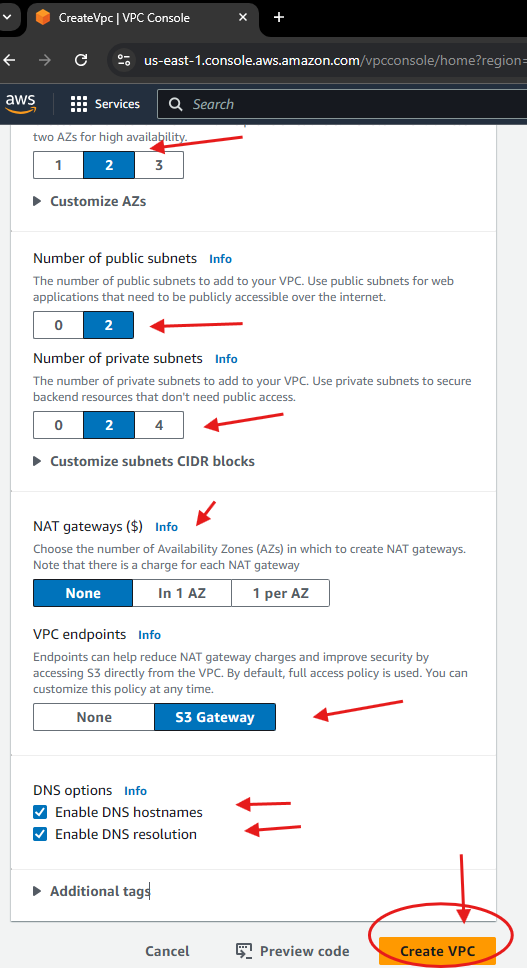 CreateVpc | VPC Console
us-east-1.console.aws.amazon.com/vpcconsole/home?region=
aws
Services
Search
two AZs for high availability.
1 2 3
Customize AZs
Number of public subnets Info
The number of public subnets to add to your VPC. Use public subnets for web
applications that need to be publicly accessible over the internet.
0 2
Number of private subnets Info
The number of private subnets to add to your VPC. Use private subnets to secure
backend resources that don't need public access.
0 2 4
Customize subnets CIDR blocks
NAT gateways ($) Info
Choose the number of Availability Zones (AZs) in which to create NAT gateways.
Note that there is a charge for each NAT gateway
None In 1 AZ 1 per AZ
VPC endpoints Info
Endpoints can help reduce NAT gateway charges and improve security by
accessing S3 directly from the VPC. By default, full access policy is used. You can
customize this policy at any time.
None S3 Gateway
DNS options Info
Enable DNS hostnames
Enable DNS resolution
Additional tags
Cancel Preview code Create VPC